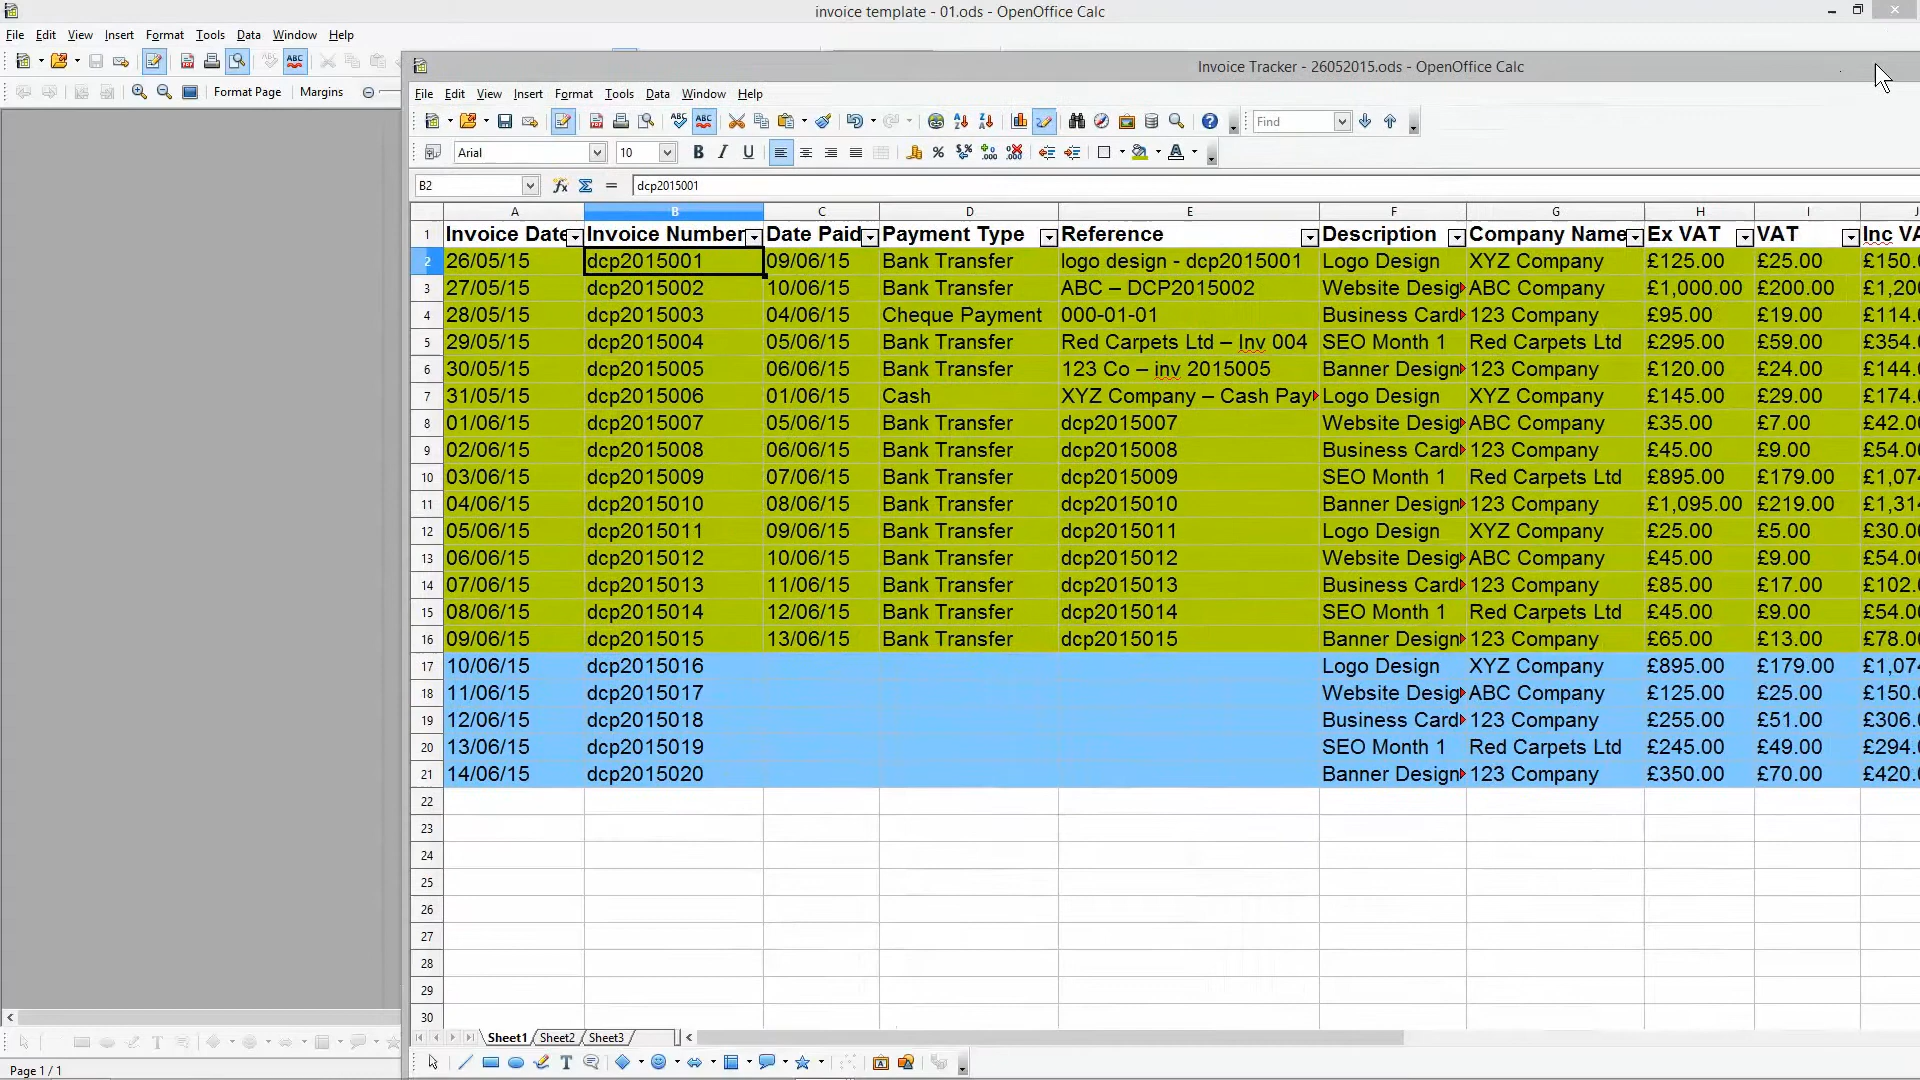 invoice template - 01.ods - OpenOffice Calc
File Edit View Insert Format Tools Data Window Help
Format Page Margins
Invoice Tracker - 26052015.ods - OpenOffice Calc
File Edit View Insert Format Tools Data Window Help
Find
Arial 10
B2 dcp2015001
A B C D E F G H I J
1 Invoice Date Invoice Number Date Paid Payment Type Reference Description Company Name Ex VAT VAT Inc VA
2 26/05/15 dcp2015001 09/06/15 Bank Transfer logo design - dcp2015001 Logo Design XYZ Company £125.00 £25.00 £150.
3 27/05/15 dcp2015002 10/06/15 Bank Transfer ABC – DCP2015002 Website Desig ABC Company £1,000.00 £200.00 £1,200
4 28/05/15 dcp2015003 04/06/15 Cheque Payment 000-01-01 Business Card 123 Company £95.00 £19.00 £114.
5 29/05/15 dcp2015004 05/06/15 Bank Transfer Red Carpets Ltd – Inv 004 SEO Month 1 Red Carpets Ltd £295.00 £59.00 £354.
6 30/05/15 dcp2015005 06/06/15 Bank Transfer 123 Co – inv 2015005 Banner Design 123 Company £120.00 £24.00 £144.
7 31/05/15 dcp2015006 01/06/15 Cash XYZ Company – Cash Pay Logo Design XYZ Company £145.00 £29.00 £174.
8 01/06/15 dcp2015007 05/06/15 Bank Transfer dcp2015007 Website Desig ABC Company £35.00 £7.00 £42.0
9 02/06/15 dcp2015008 06/06/15 Bank Transfer dcp2015008 Business Card 123 Company £45.00 £9.00 £54.0
10 03/06/15 dcp2015009 07/06/15 Bank Transfer dcp2015009 SEO Month 1 Red Carpets Ltd £895.00 £179.00 £1,074
11 04/06/15 dcp2015010 08/06/15 Bank Transfer dcp2015010 Banner Design 123 Company £1,095.00 £219.00 £1,314
12 05/06/15 dcp2015011 09/06/15 Bank Transfer dcp2015011 Logo Design XYZ Company £25.00 £5.00 £30.0
13 06/06/15 dcp2015012 10/06/15 Bank Transfer dcp2015012 Website Desig ABC Company £45.00 £9.00 £54.0
14 07/06/15 dcp2015013 11/06/15 Bank Transfer dcp2015013 Business Card 123 Company £85.00 £17.00 £102.
15 08/06/15 dcp2015014 12/06/15 Bank Transfer dcp2015014 SEO Month 1 Red Carpets Ltd £45.00 £9.00 £54.0
16 09/06/15 dcp2015015 13/06/15 Bank Transfer dcp2015015 Banner Design 123 Company £65.00 £13.00 £78.0
17 10/06/15 dcp2015016 Logo Design XYZ Company £895.00 £179.00 £1,074
18 11/06/15 dcp2015017 Website Desig ABC Company £125.00 £25.00 £150.
19 12/06/15 dcp2015018 Business Card 123 Company £255.00 £51.00 £306.
20 13/06/15 dcp2015019 SEO Month 1 Red Carpets Ltd £245.00 £49.00 £294.
21 14/06/15 dcp2015020 Banner Design 123 Company £350.00 £70.00 £420.
22
23
24
25
26
27
28
29
30
Sheet1 Sheet2 Sheet3
Page 1 / 1